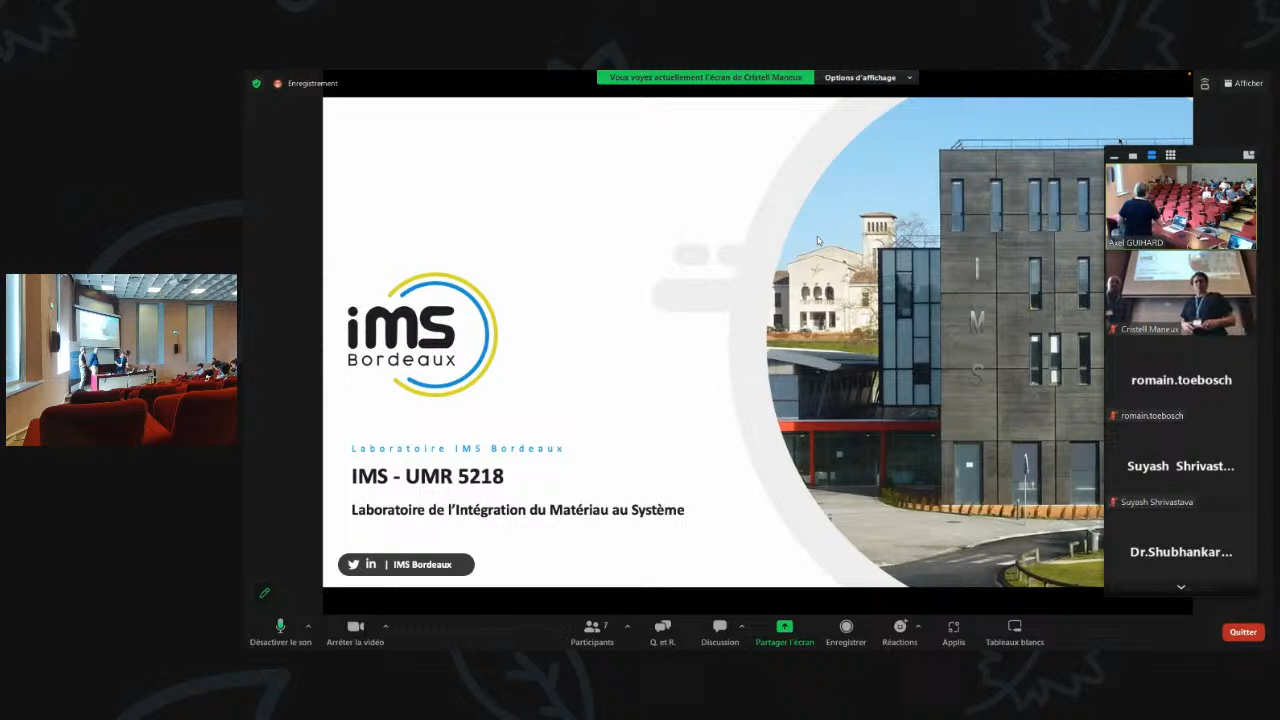 Enregistrement
Vous voyez actuellement l'écran de Cristell Maneux
Options d'affichage
Afficher
Axel GUIHARD
Cristell Maneux
romain.toebosch
romain.toebosch
Suyash Shrivast...
Suyash Shrivastava
Dr.Shubhankar...
I
M
S
ims
Bordeaux
Laboratoire IMS Bordeaux
IMS - UMR 5218
Laboratoire de l'Intégration du Matériau au Système
in | IMS Bordeaux
Désactiver le son
Arrêter la vidéo
7
Participants
Q. et R.
Discussion
Partager l'écran
Enregistrer
Réactions
Applis
Tableaux blancs
Quitter